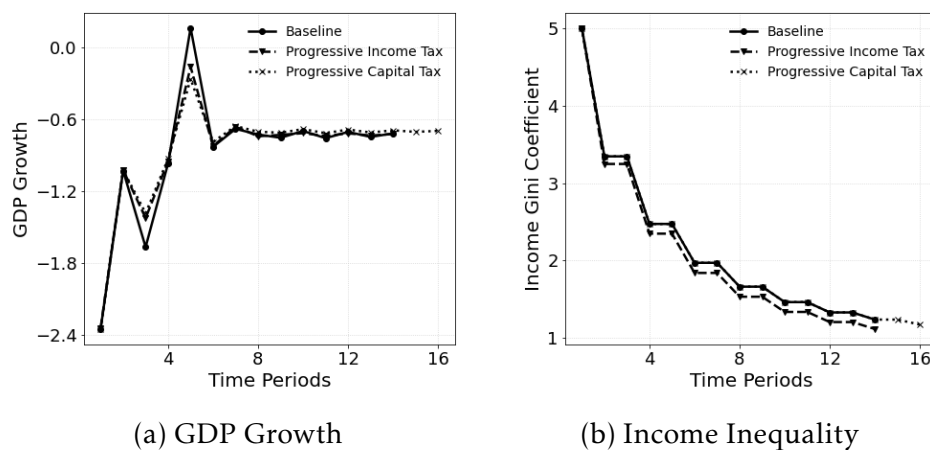 Baseline
Progressive Income Tax
Progressive Capital Tax
0.0
−0.6
−1.2
−1.8
−2.4
GDP Growth
4
8
12
16
Time Periods
(a) GDP Growth
Baseline
Progressive Income Tax
Progressive Capital Tax
5
4
3
2
1
Income Gini Coefficient
4
8
12
16
Time Periods
(b) Income Inequality